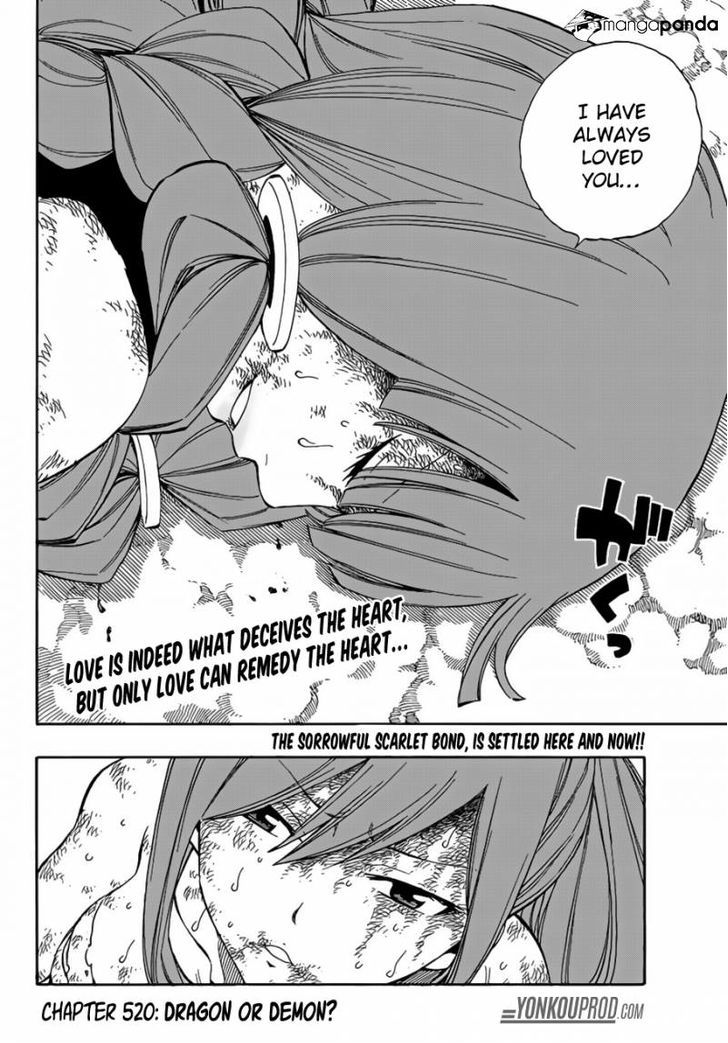 mangapanda
I HAVE
ALWAYS
LOVED
YOU...
LOVE IS INDEED WHAT DECEIVES THE HEART,
BUT ONLY LOVE CAN REMEDY THE HEART...
THE SORROWFUL SCARLET BOND, IS SETTLED HERE AND NOW!!
CHAPTER 520: DRAGON OR DEMON?
YONKOUPROD.COM